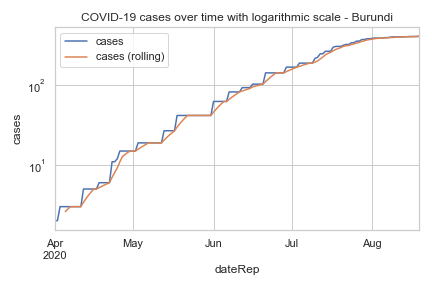 COVID-19 cases over time with logarithmic scale - Burundi
cases
cases (rolling)
10²
10¹
cases
Apr
2020
May
Jun
Jul
Aug
dateRep